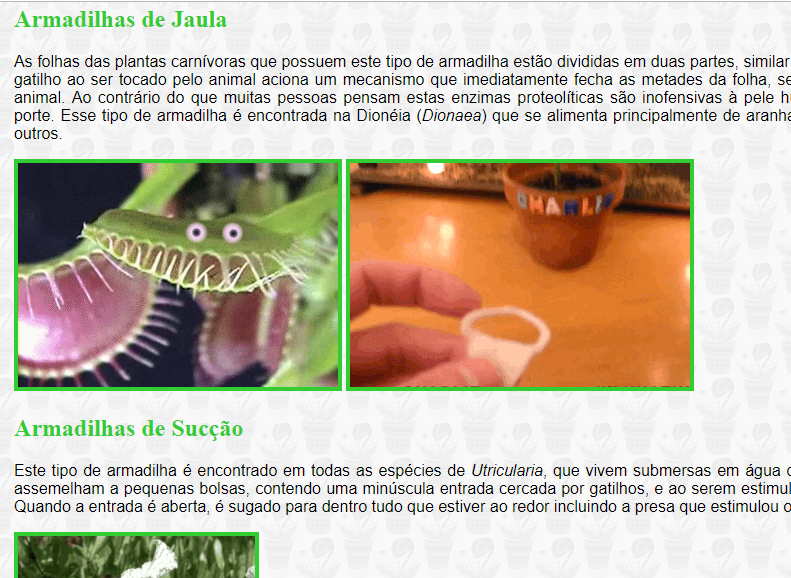 Armadilhas de Jaula
As folhas das plantas carnívoras que possuem este tipo de armadilha estão divididas em duas partes, similar
gatilho ao ser tocado pelo animal aciona um mecanismo que imediatamente fecha as metades da folha, se
animal. Ao contrário do que muitas pessoas pensam estas enzimas proteolíticas são inofensivas à pele h
porte. Esse tipo de armadilha é encontrada na Dionéia (Dionaea) que se alimenta principalmente de aranha
outros.
CHARLIE
Armadilhas de Sucção
Este tipo de armadilha é encontrado em todas as espécies de Utricularia, que vivem submersas em água d
assemelham a pequenas bolsas, contendo uma minúscula entrada cercada por gatilhos, e ao serem estimul
Quando a entrada é aberta, é sugado para dentro tudo que estiver ao redor incluindo a presa que estimulou o